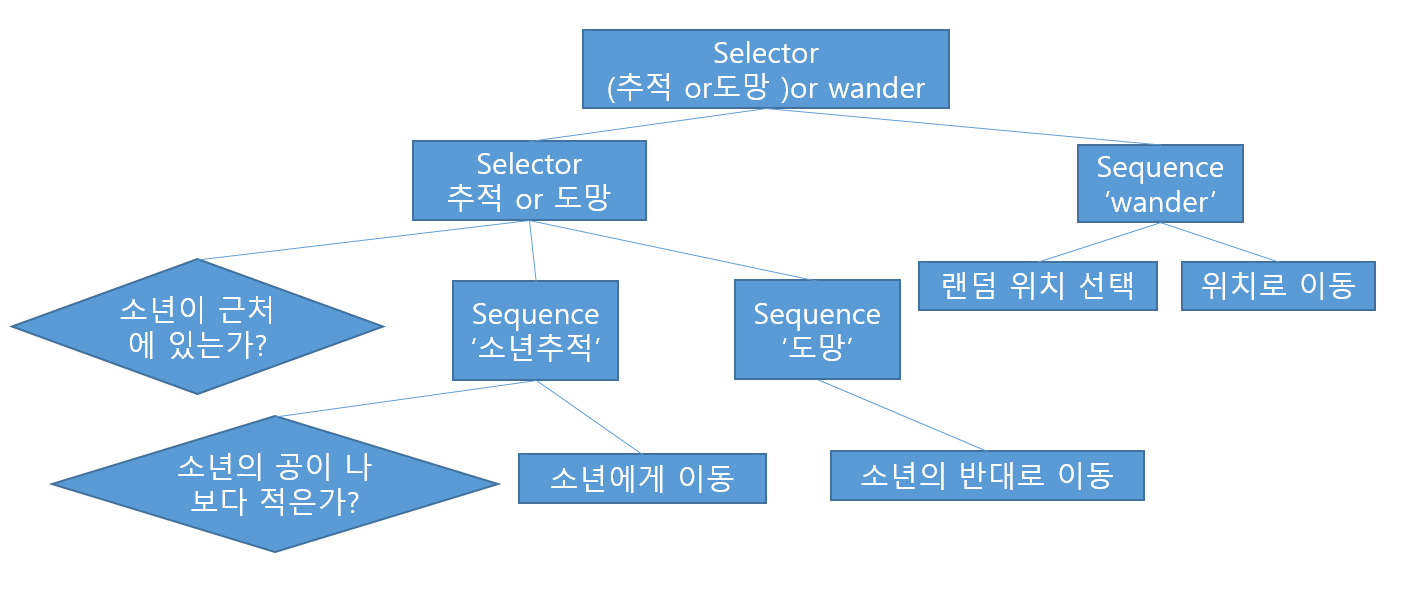 Selector
(추적 or도망 )or wander
Selector
추적 or 도망
Sequence
'wander'
소년이 근처
에 있는가?
Sequence
‘소년추적’
Sequence
‘도망’
랜덤 위치 선택
위치로 이동
소년의 공이 나
보다 적은가?
소년에게 이동
소년의 반대로 이동